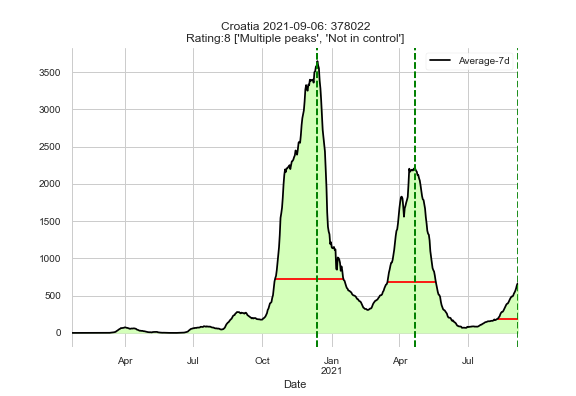 Croatia 2021-09-06: 378022
Rating:8 ['Multiple peaks', 'Not in control']
Average-7d
3500
3000
2500
2000
1500
1000
500
0
Apr Jul Oct Jan Apr Jul
2021
Date